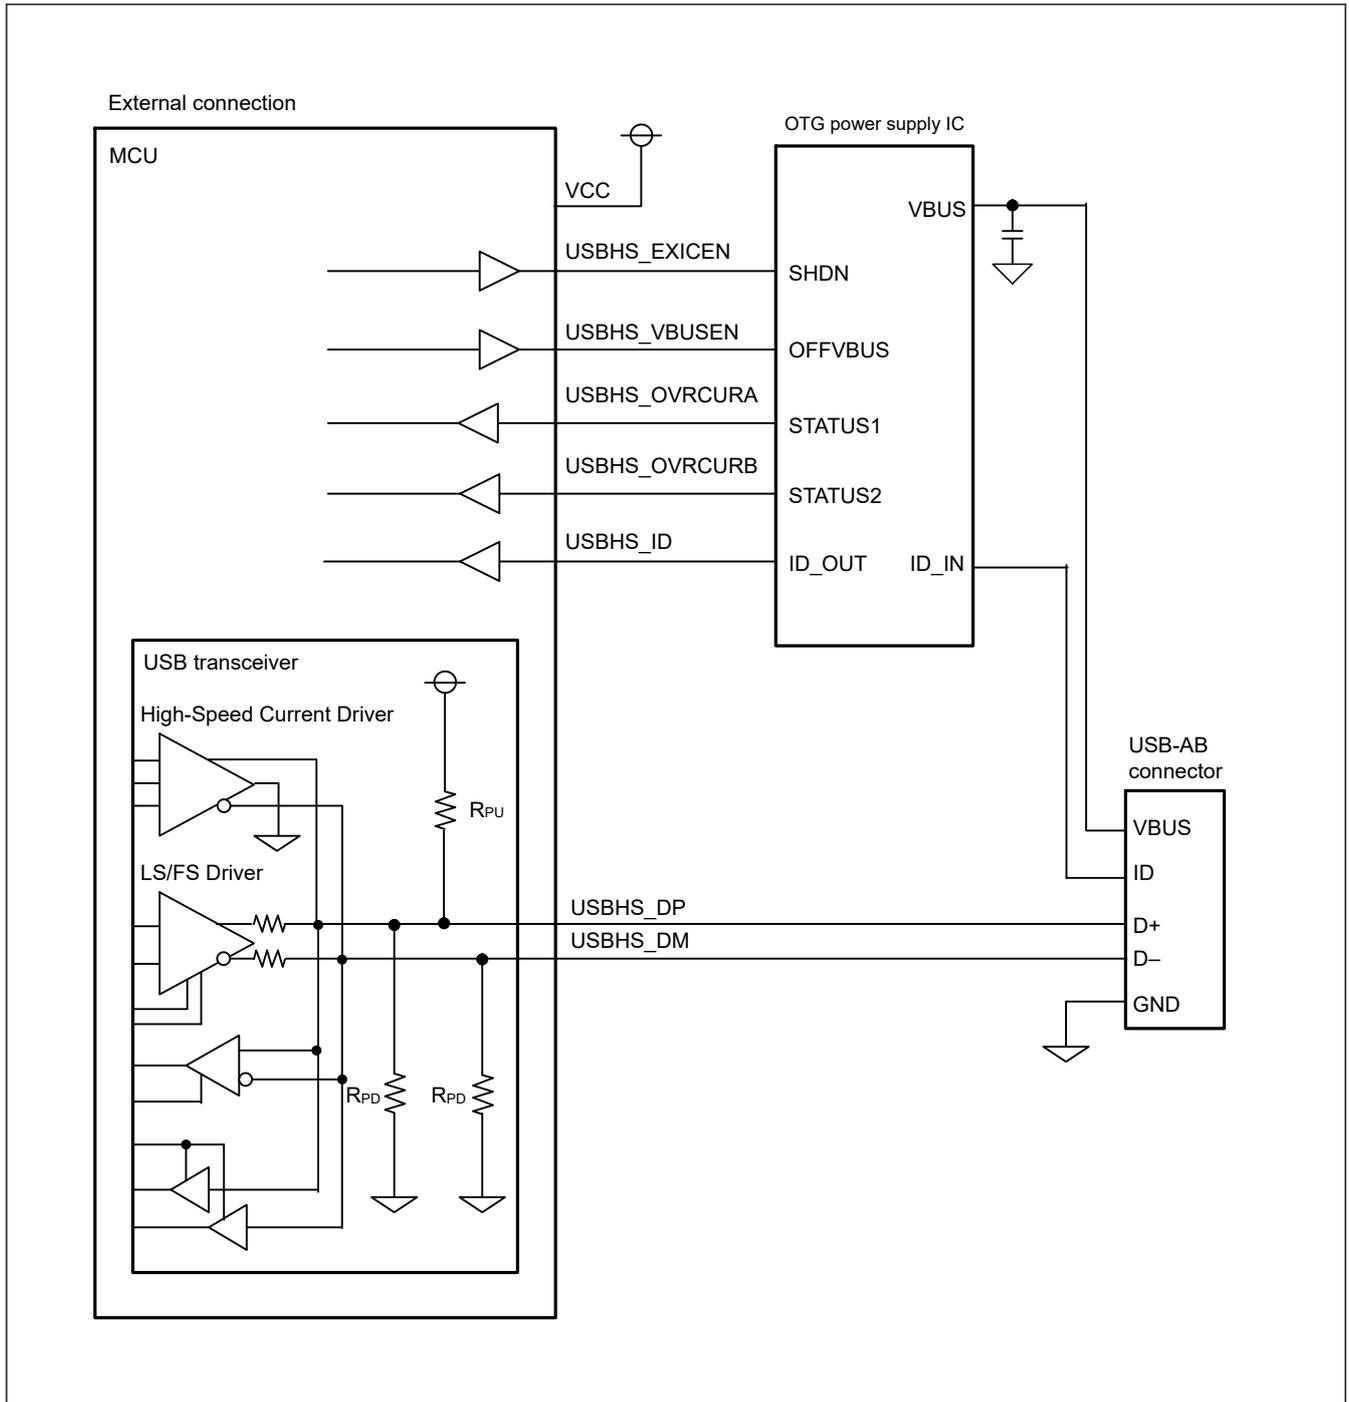 External connection
MCU
VCC
OTG power supply IC
VBUS
USBHS_EXICEN
SHDN
USBHS_VBUSEN
OFFVBUS
USBHS_OVRCURA
STATUS1
USBHS_OVRCURB
STATUS2
USBHS_ID
ID_OUT
ID_IN
USB transceiver
High-Speed Current Driver
RPU
LS/FS Driver
USBHS_DP
USBHS_DM
RPD
RPD
USB-AB
connector
VBUS
ID
D+
D–
GND